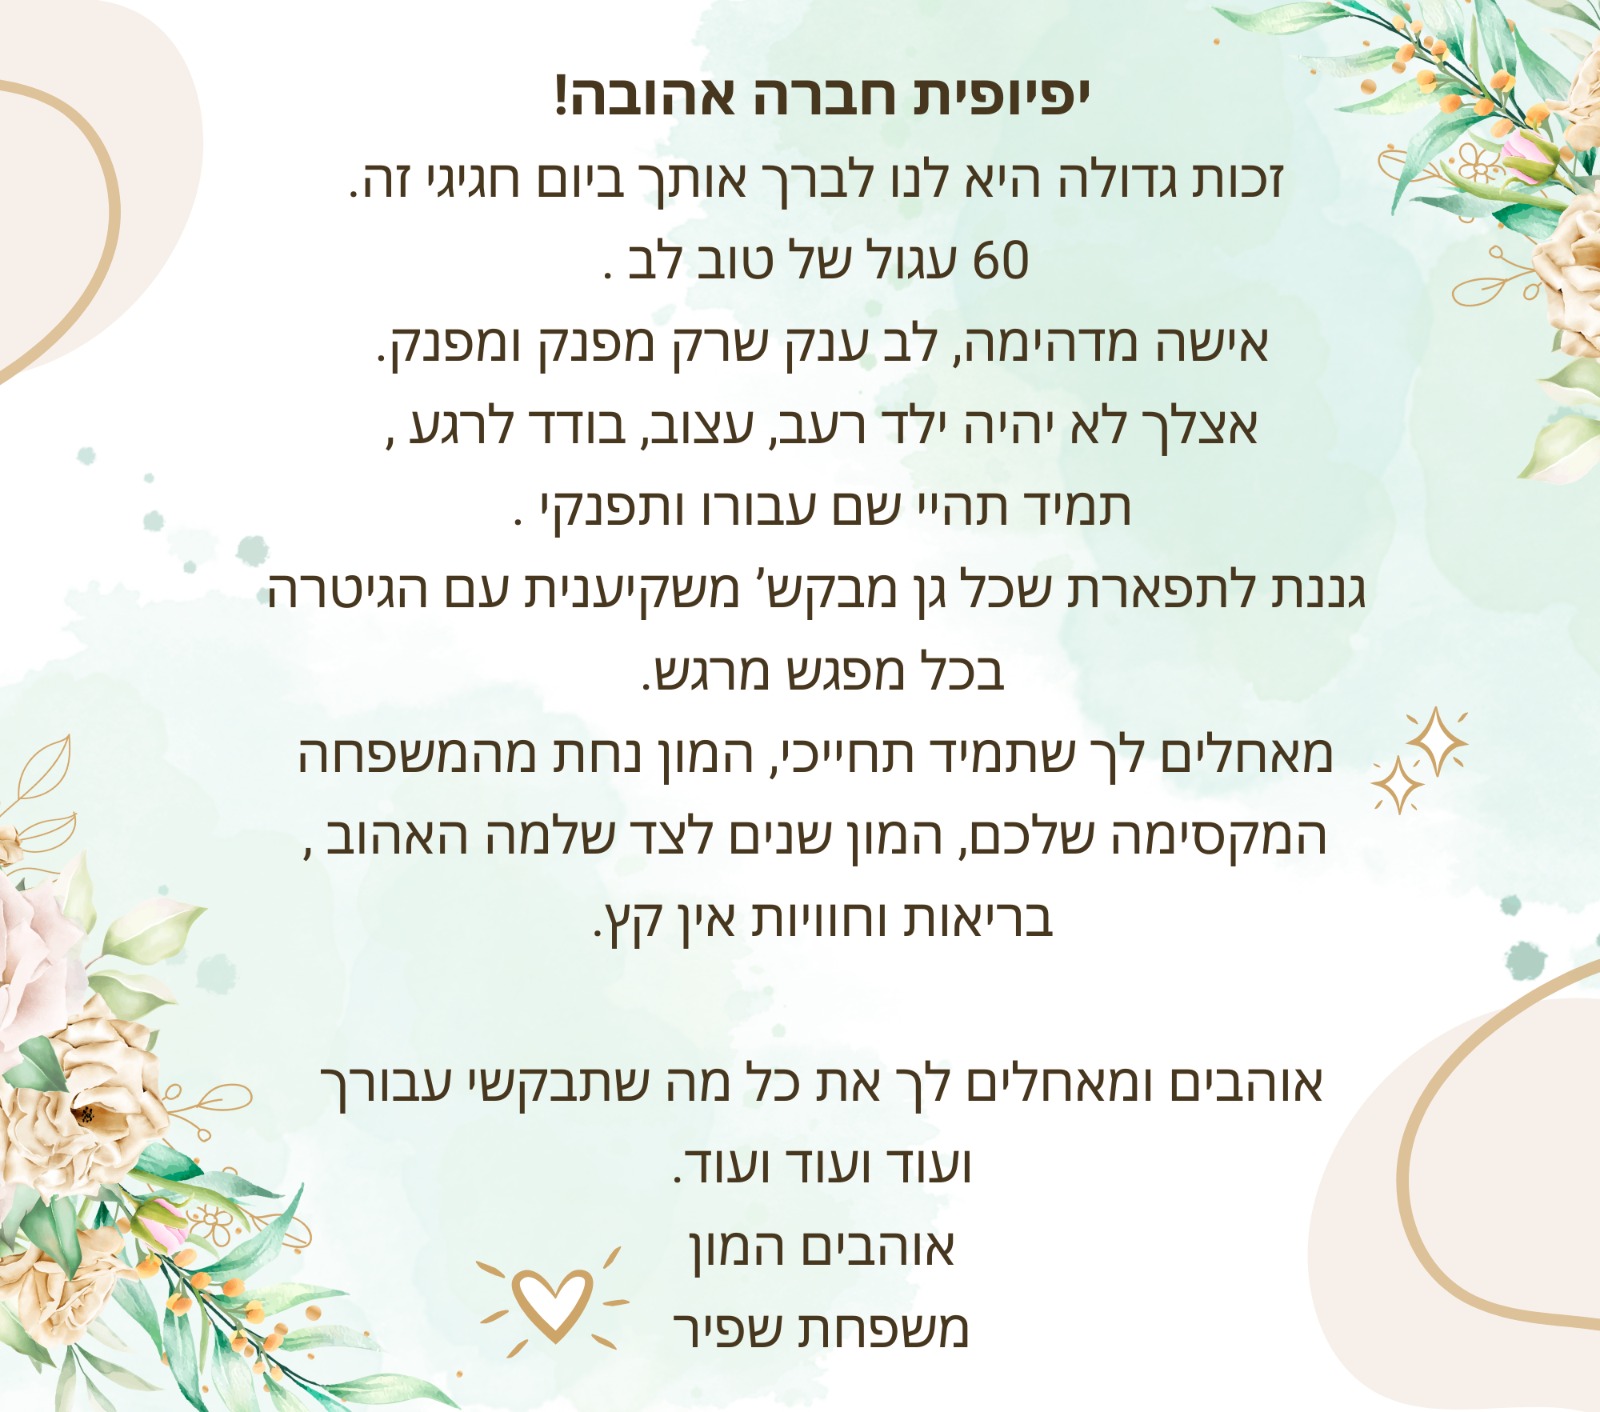 יפיופית חברה אהובה!
זכות גדולה היא לנו לברך אותך ביום חגיגי זה.
60 עגול של טוב לב .
אישה מדהימה, לב ענק שרק מפנק ומפנק.
אצלך לא יהיה ילד רעב, עצוב, בודד לרגע ,
תמיד תהיי שם עבורו ותפנקי .
גננת לתפארת שכל גן מבקש’ משקיענית עם הגיטרה
בכל מפגש מרגש.
מאחלים לך שתמיד תחייכי, המון נחת מהמשפחה
המקסימה שלכם, המון שנים לצד שלמה האהוב ,
בריאות וחוויות אין קץ.
אוהבים ומאחלים לך את כל מה שתבקשי עבורך
ועוד ועוד ועוד.
אוהבים המון
משפחת שפיר